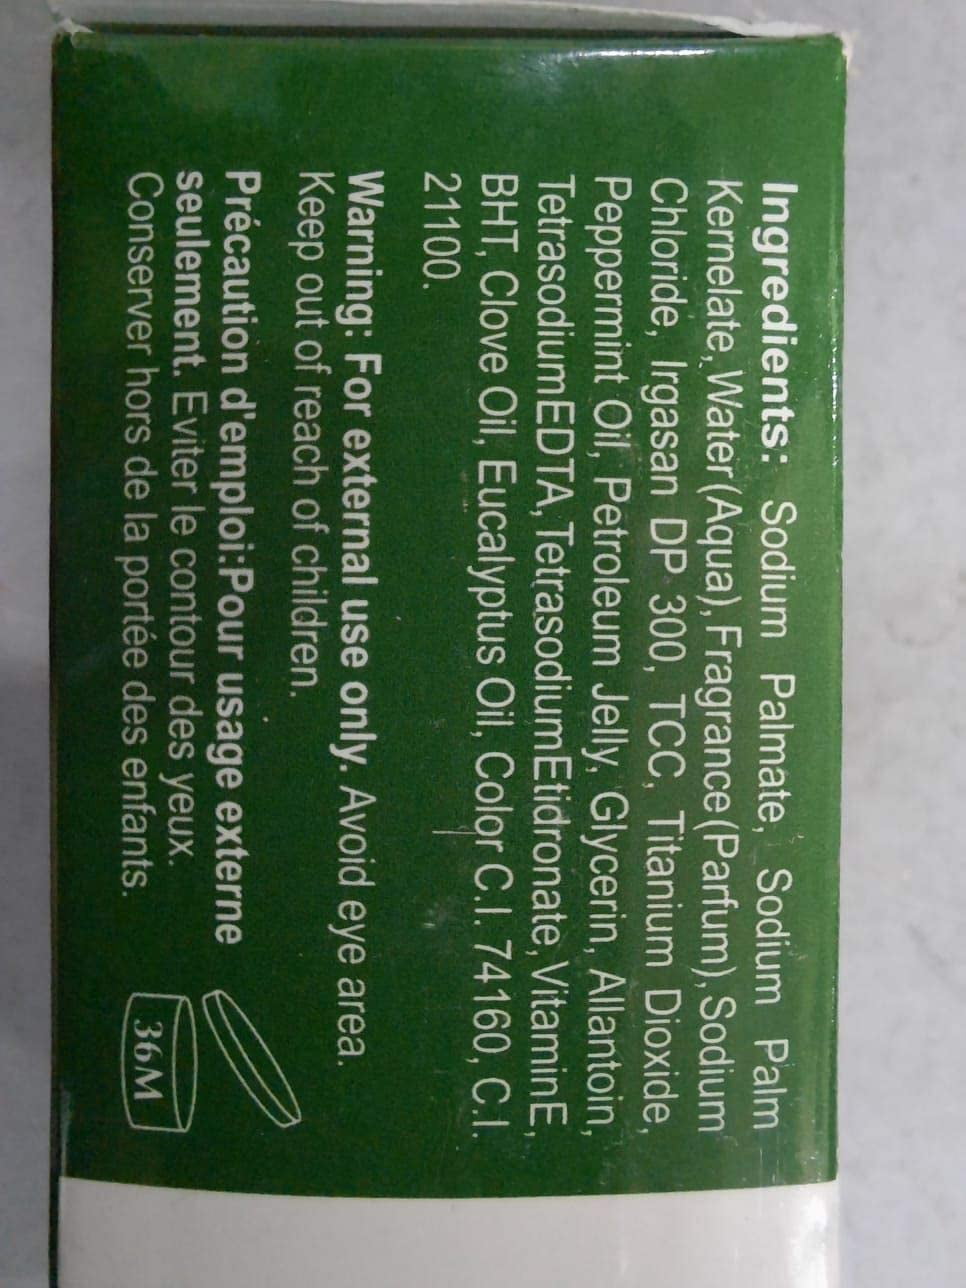 Ingredients: Sodium Palmate, Sodium Palm
Kernelate, Water(Aqua), Fragrance(Parfum), Sodium
Chloride, Irgasan DP 300, TCC, Titanium Dioxide,
Peppermint Oil, Petroleum Jelly, Glycerin, Allantoin,
TetrasodiumEDTA,TetrasodiumEtidronate,VitaminE,
BHT, Clove Oil, Eucalyptus Oil, Color C.I. 74160, C.I.
21100.
Warning: For external use only. Avoid eye area.
Keep out of reach of children.
Précaution d'emploi:Pour usage externe
seulement. Eviter le contour des yeux.
Conserver hors de la portée des enfants.
36M